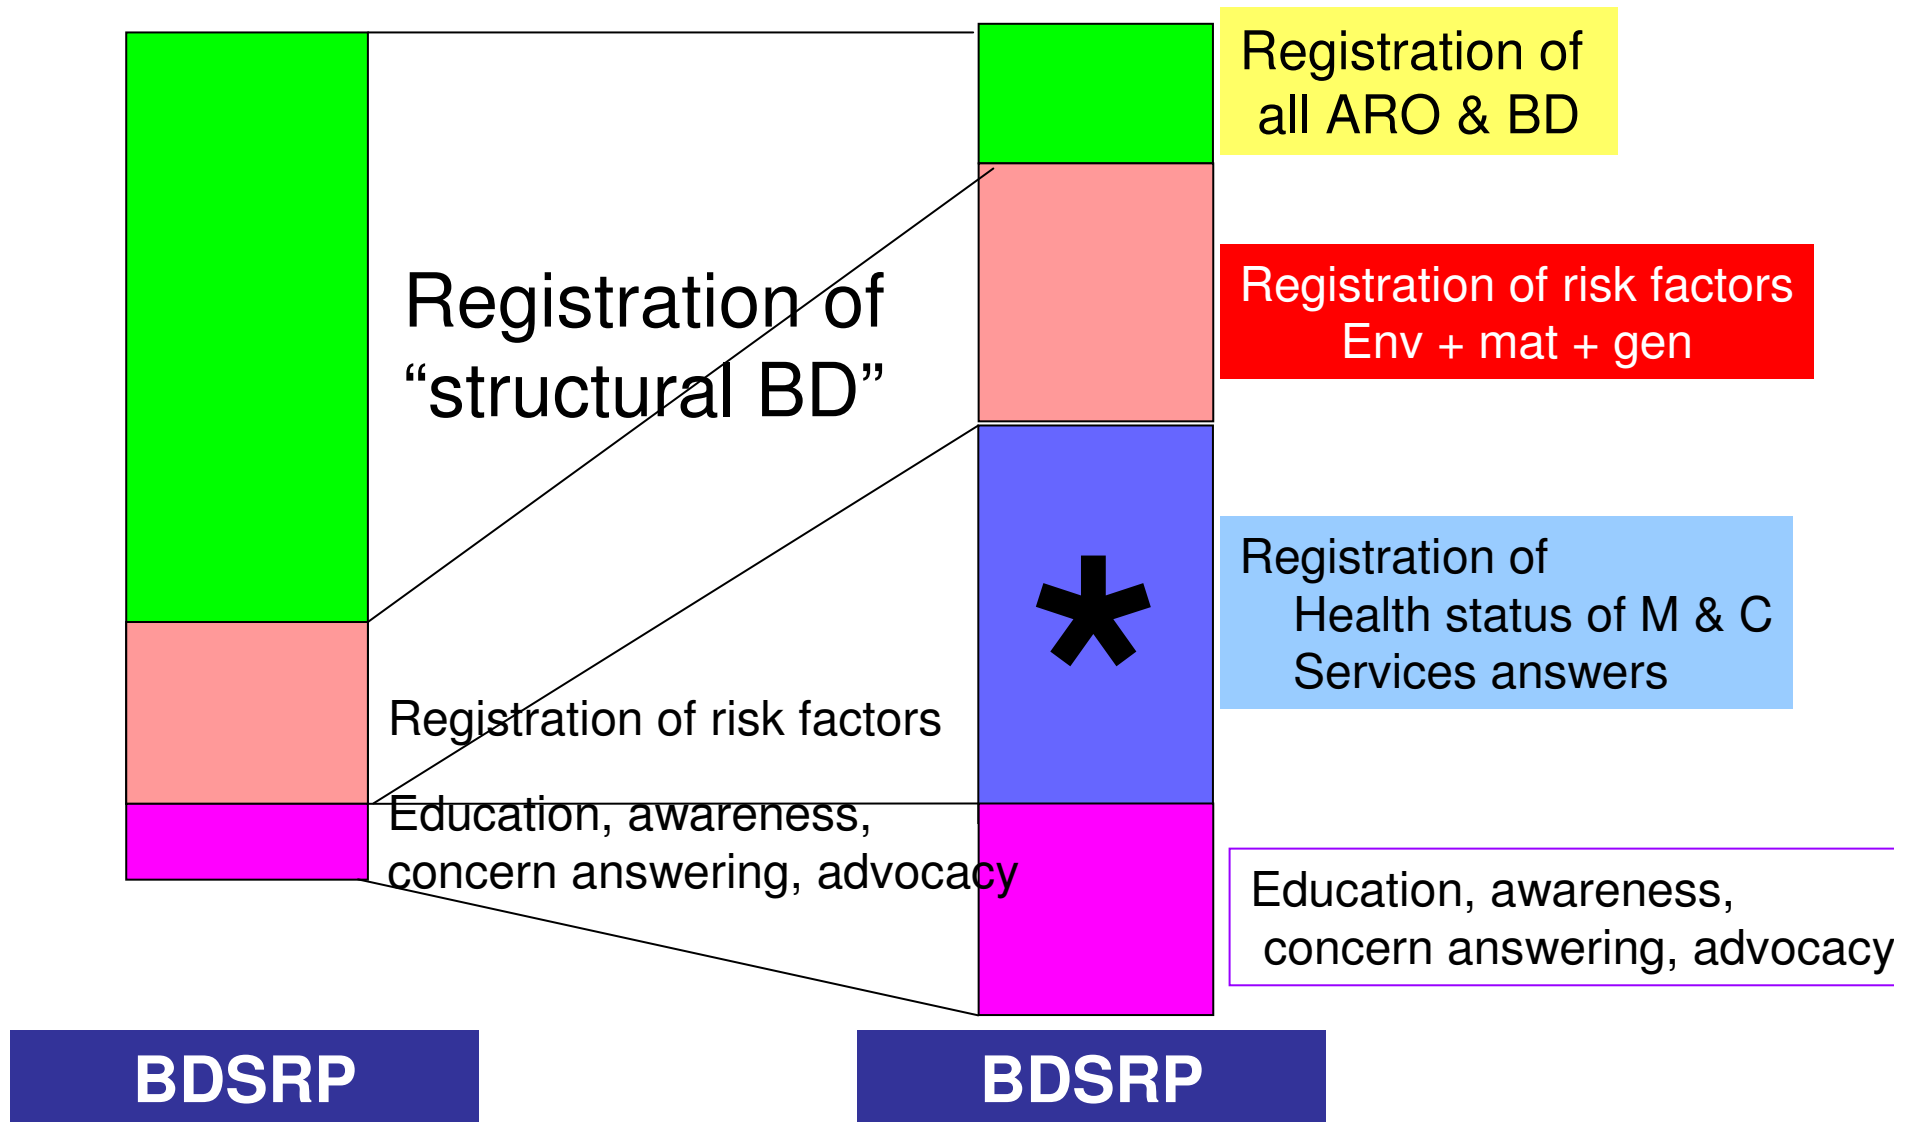 Registration of
all ARO & BD
Registration of
“structural BD”
Registration of risk factors
Env + mat + gen
*
Registration of
Health status of M & C
Services answers
Registration of risk factors
Education, awareness,
concern answering, advocacy
Education, awareness,
concern answering, advocacy
BDSRP
BDSRP